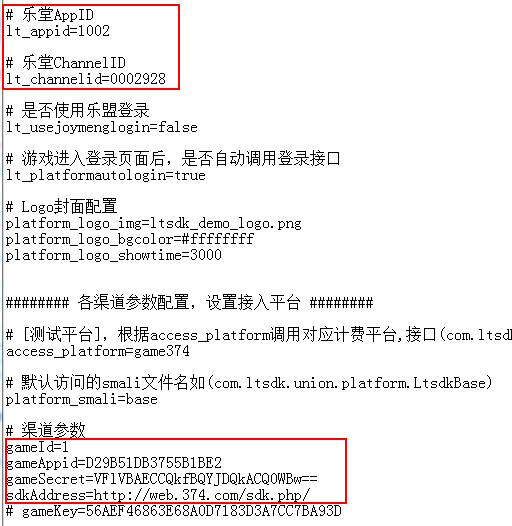 # 乐堂AppID
lt_appid=1002
# 乐堂ChannelID
lt_channelid=0002928
# 是否使用乐盟登录
lt_usejoymenglogin=false
# 游戏进入登录页面后，是否自动调用登录接口
lt_platformautologin=true
# Logo封面配置
platform_logo_img=ltsdk_demo_logo.png
platform_logo_bgcolor=#ffffffff
platform_logo_showtime=3000
######## 各渠道参数配置，设置接入平台 ########
# [测试平台]，根据access_platform调用对应计费平台,接口(com.ltsd
access_platform=game374
# 默认访问的smali文件名如(com.ltsdk.union.platform.LtsdkBase)
platform_smali=base
# 渠道参数
gameId=1
gameAppid=D29B51DB3755B1BE2
gameSecret=VFlVBAECCQkfBQYJDQkACQ0WBw==
sdkAddress=http://web.374.com/sdk.php/
# gameKey=56AEF46863E68A0D7183D3A7CC7BA93D